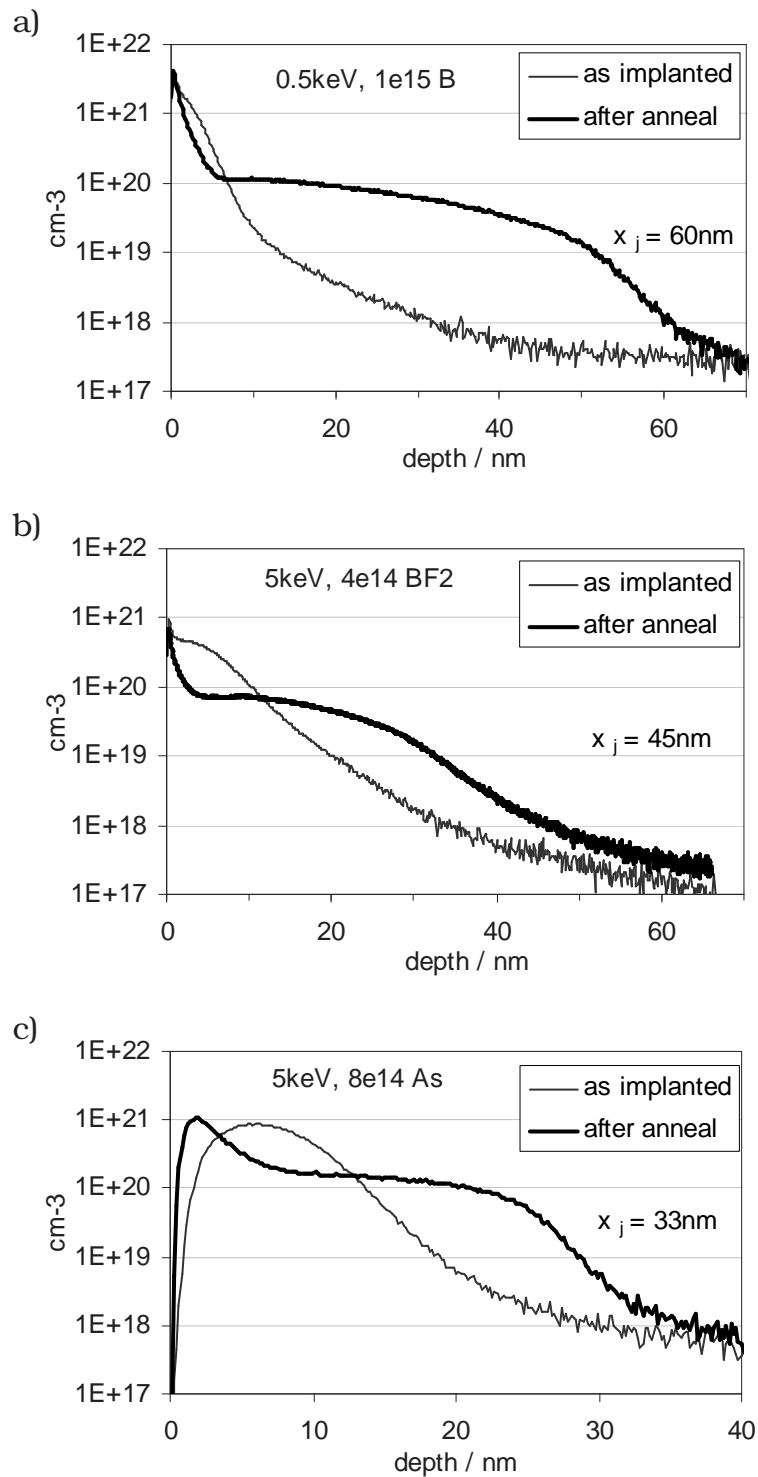 a)
1E+22
1E+21
1E+20
1E+19
1E+18
1E+17
cm-3
0.5keV, 1e15 B
as implanted
after anneal
x j = 60nm
0 20 40 60
depth / nm
b)
1E+22
1E+21
1E+20
1E+19
1E+18
1E+17
cm-3
5keV, 4e14 BF2
as implanted
after anneal
x j = 45nm
0 20 40 60
depth / nm
c)
1E+22
1E+21
1E+20
1E+19
1E+18
1E+17
cm-3
5keV, 8e14 As
as implanted
after anneal
x j = 33nm
0 10 20 30 40
depth / nm